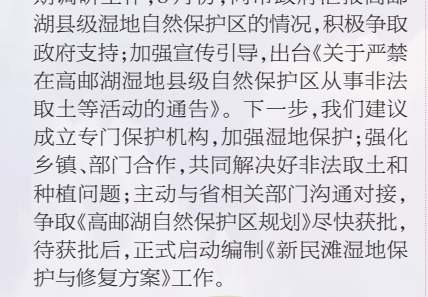 湖县级湿地自然保护区的情况，积极争取
政府支持；加强宣传引导，出台《关于严禁
在高邮湖湿地县级自然保护区从事非法
取土等活动的通告》。下一步，我们建议
成立专门保护机构，加强湿地保护；强化
乡镇、部门合作，共同解决好非法取土和
种植问题；主动与省相关部门沟通对接，
争取《高邮湖自然保护区规划》尽快获批，
待获批后，正式启动编制《新民滩湿地保
护与修复方案》工作。